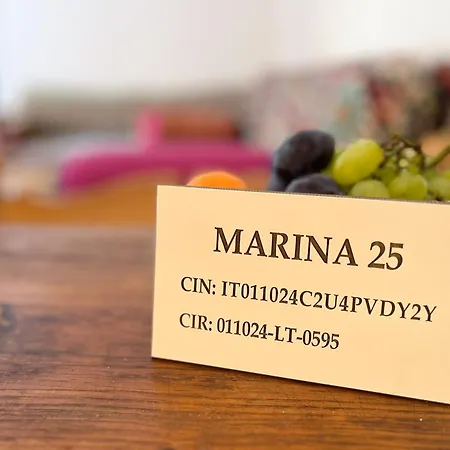 MARINA 25
CIN: IT011024C2U4PVDY2Y
CIR: 011024-LT-0595